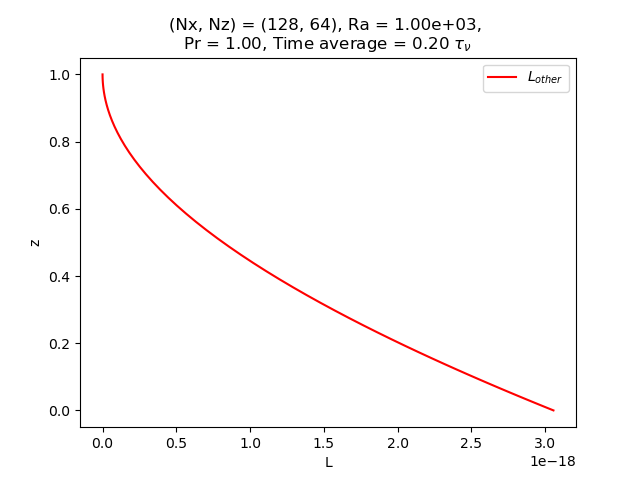 (Nx, Nz) = (128, 64), Ra = 1.00e+03,
Pr = 1.00, Time average = 0.20 τν
L_other
1.0
0.8
0.6
0.4
0.2
0.0
z
0.0 0.5 1.0 1.5 2.0 2.5 3.0
1e−18
L